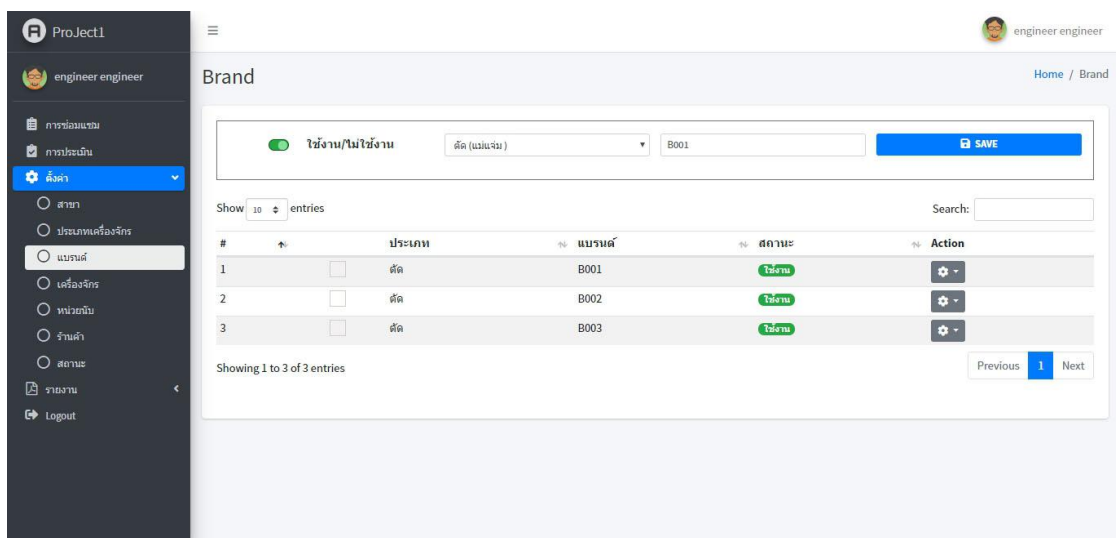 ProJect1
engineer engineer
engineer engineer
Brand
Home / Brand
การซ่อมแซม
การประเมิน
ตั้งค่า
สาขา
ประเภทเครื่องจักร
แบรนด์
เครื่องจักร
หน่วยนับ
ร้านค้า
สถานะ
รายงาน
Logout
ใช้งาน/ไม่ใช้งาน ตัด (แม่แจ่ม ) B001 SAVE
Show 10 entries Search:
# ประเภท แบรนด์ สถานะ Action
1 ตัด B001 ใช้งาน
2 ตัด B002 ใช้งาน
3 ตัด B003 ใช้งาน
Showing 1 to 3 of 3 entries Previous 1 Next